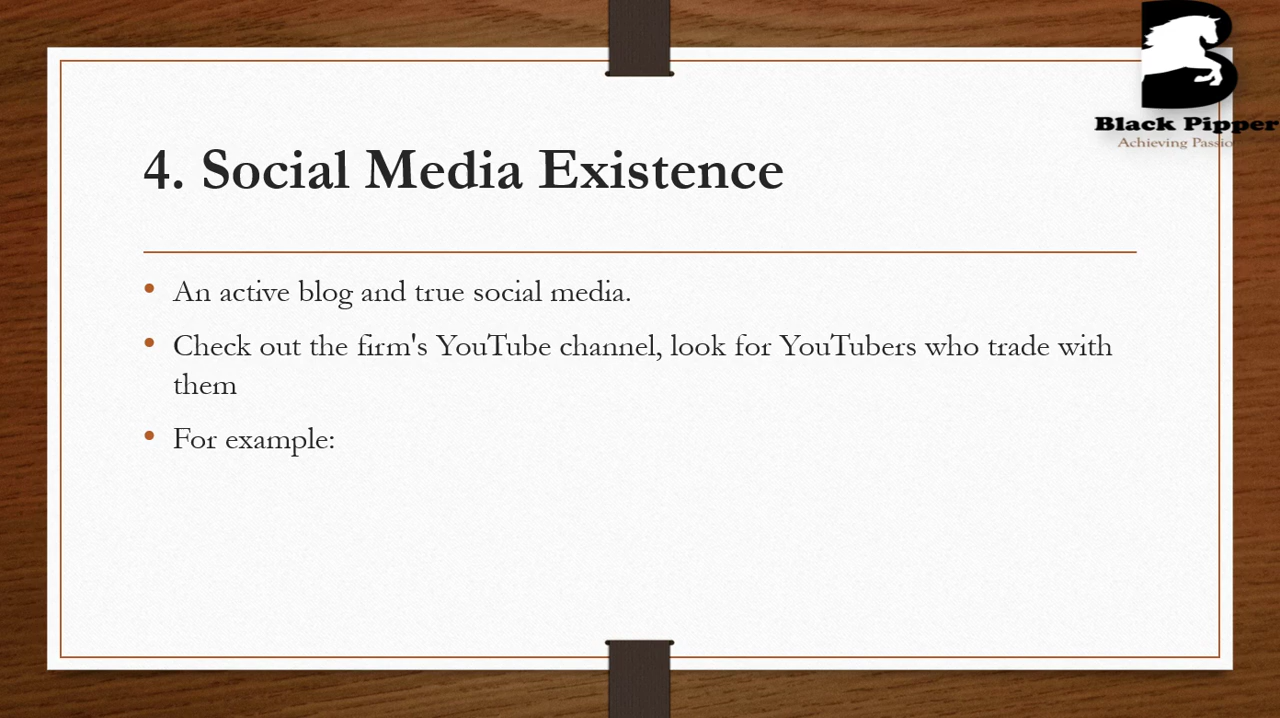 Black Pipper
Achieving Passio
4. Social Media Existence
• An active blog and true social media.
• Check out the firm's YouTube channel, look for YouTubers who trade with
them
• For example: